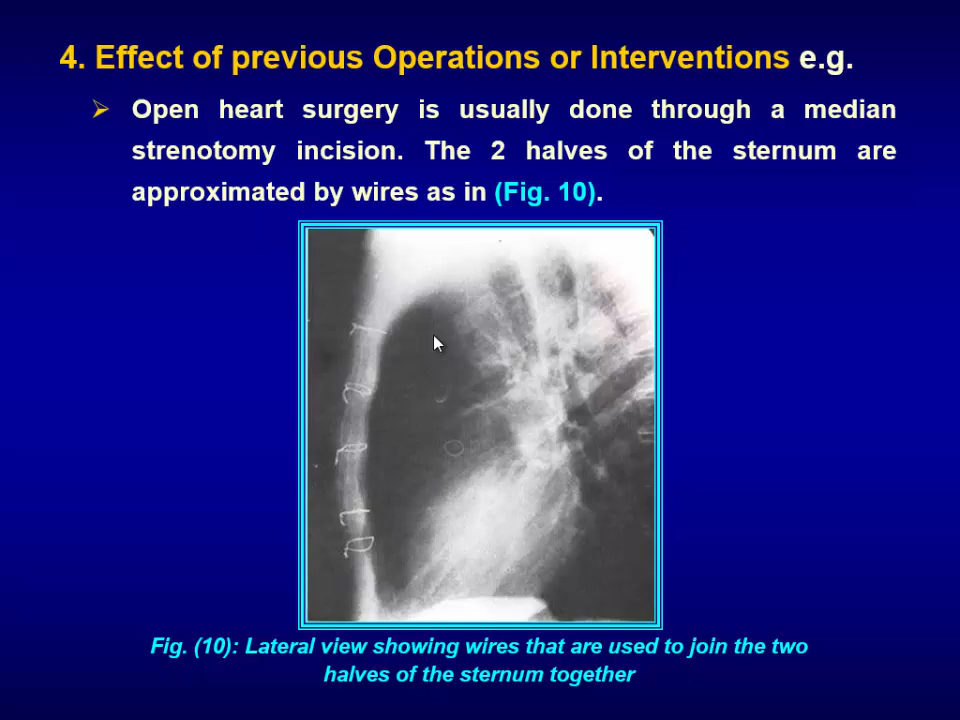 4. Effect of previous Operations or Interventions e.g.
➢ Open heart surgery is usually done through a median
strenotomy incision. The 2 halves of the sternum are
approximated by wires as in (Fig. 10).
Fig. (10): Lateral view showing wires that are used to join the two
halves of the sternum together